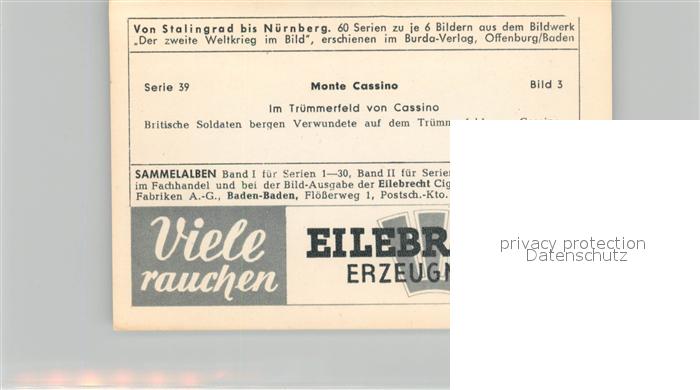 Von Stalingrad bis Nürnberg. 60 Serien zu je 6 Bildern aus dem Bildwerk
„Der zweite Weltkrieg im Bild", erschienen im Burda-Verlag, Offenburg/Baden
Serie 39 Monte Cassino Bild 3
Im Trümmerfeld von Cassino
Britische Soldaten bergen Verwundete auf dem
SAMMELALBEN Band I für Serien 1—30, Band II für
im Fachhandel und bei der Bild-Ausgabe der Eilebrecht
Fabriken A.-G., Baden-Baden, Flößerweg 1, Postsch.-Kto.
Viele
rauchen
privacy protection
Datenschutz